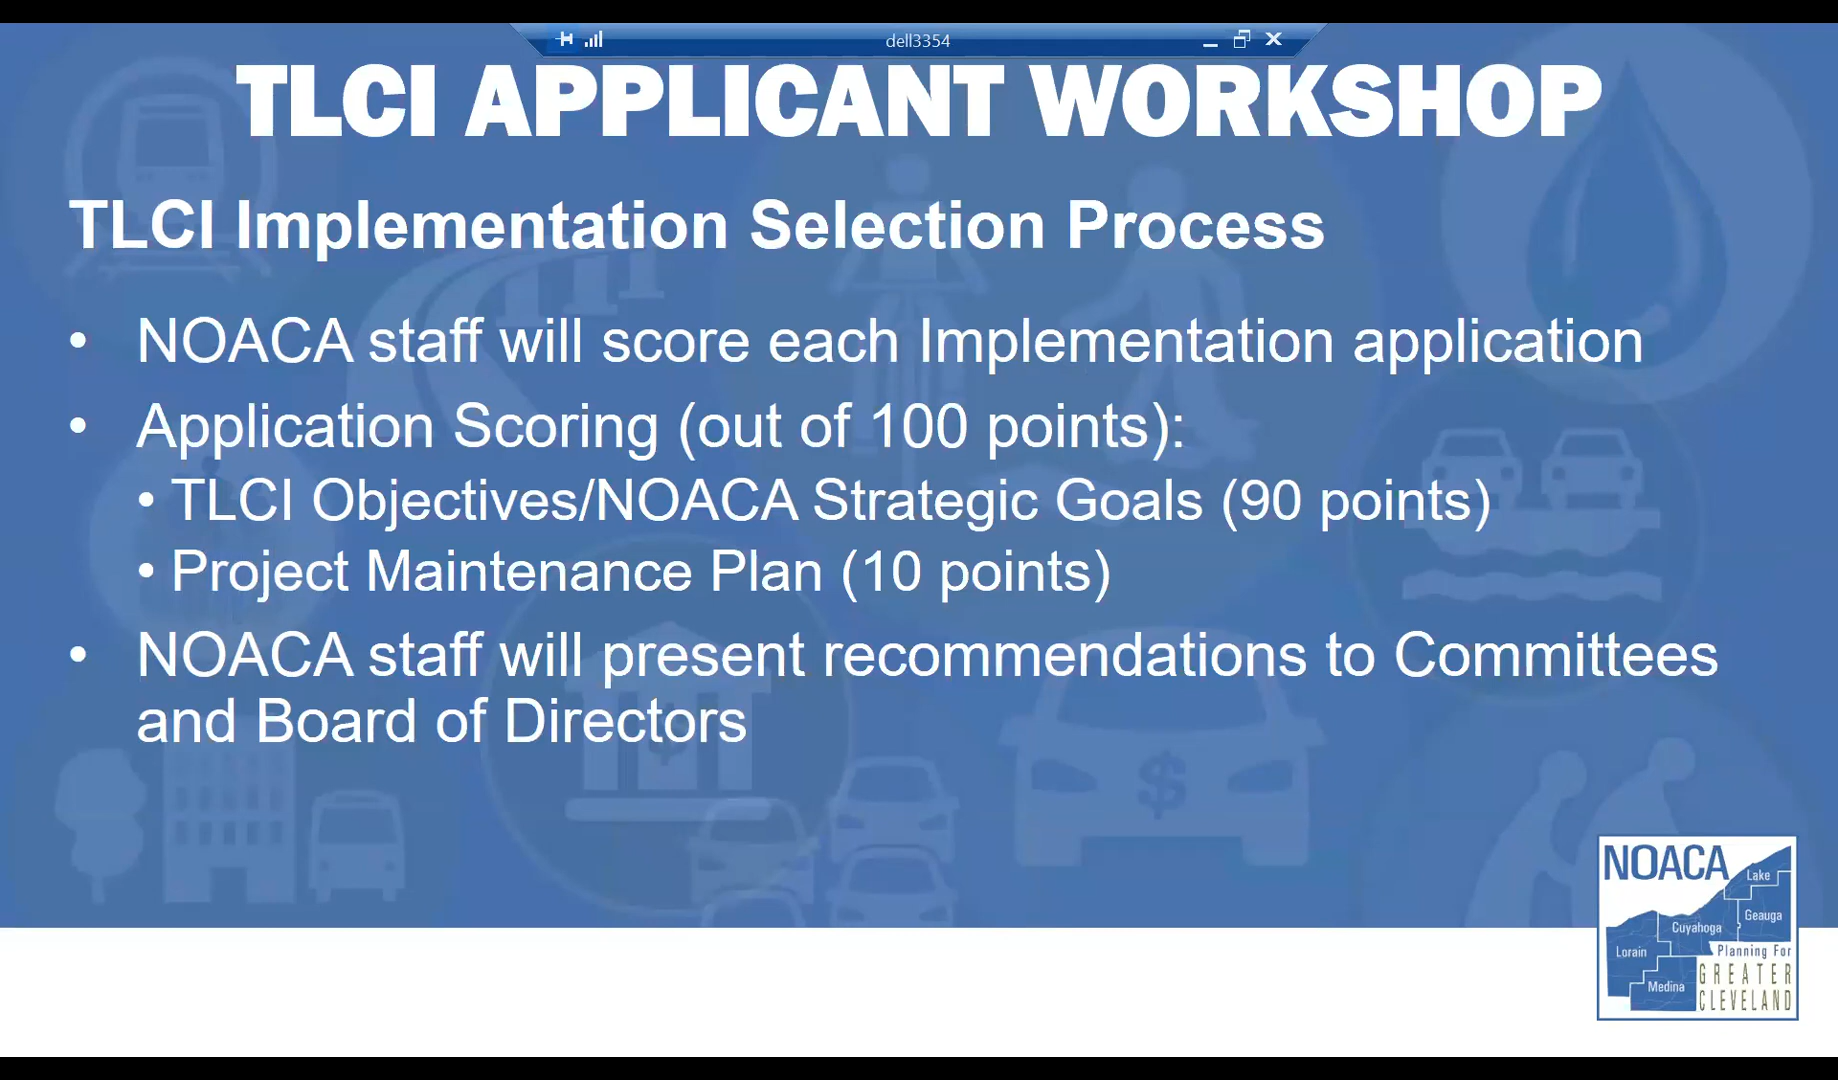 dell3354
TLCI APPLICANT WORKSHOP
TLCI Implementation Selection Process
• NOACA staff will score each Implementation application
• Application Scoring (out of 100 points):
• TLCI Objectives/NOACA Strategic Goals (90 points)
• Project Maintenance Plan (10 points)
• NOACA staff will present recommendations to Committees
and Board of Directors
$
NOACA
Lake
Geauga
Cuyahoga
Lorain
Medina
Planning For
GREATER
CLEVELAND